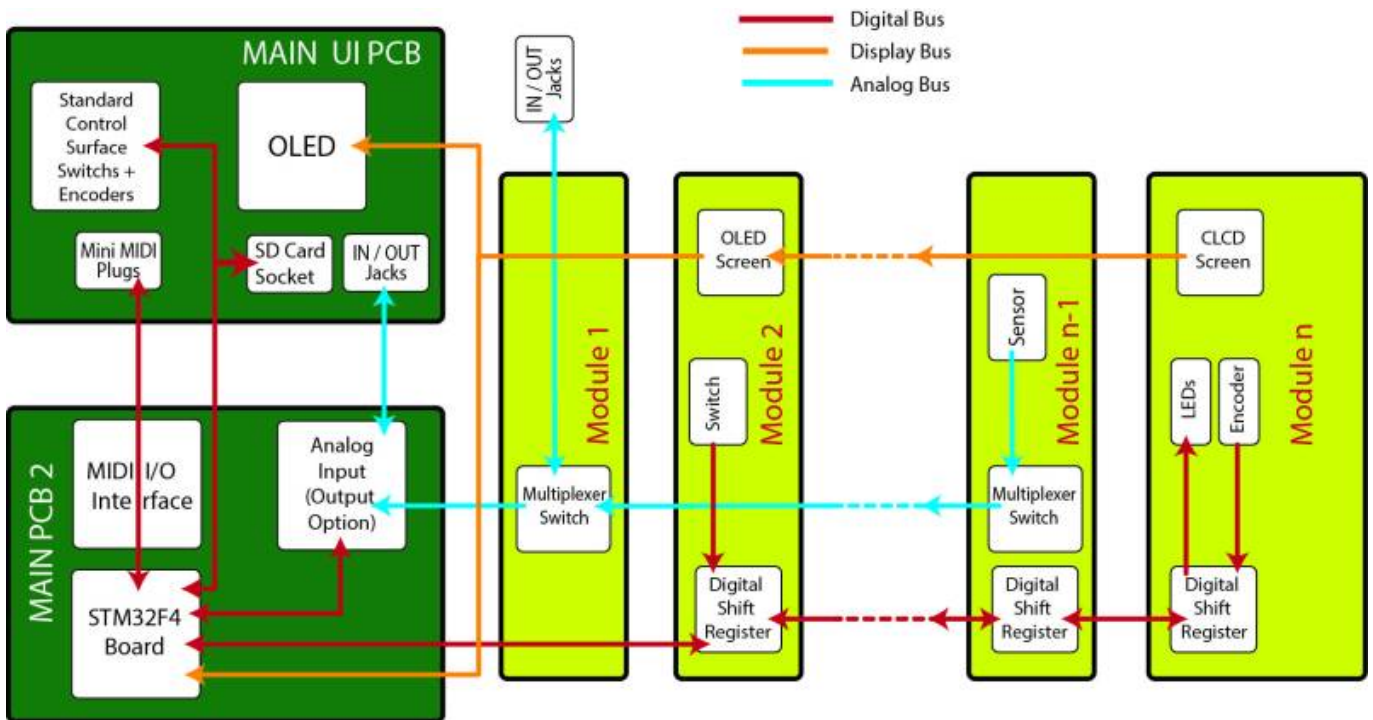 Digital Bus
Display Bus
Analog Bus
MAIN UI PCB
Standard
Control
Surface
Switchs +
Encoders
OLED
Mini MIDI
Plugs
SD Card
Socket
IN / OUT
Jacks
IN / OUT
Jacks
MAIN PCB 2
MIDI I/O
Interface
Analog
Input
(Output
Option)
STM32F4
Board
Module 1
Multiplexer
Switch
Module 2
OLED
Screen
Switch
Digital
Shift
Register
Module n-1
Sensor
Multiplexer
Switch
Digital
Shift
Register
Module n
CLCD
Screen
LEDs
Encoder
Digital
Shift
Register